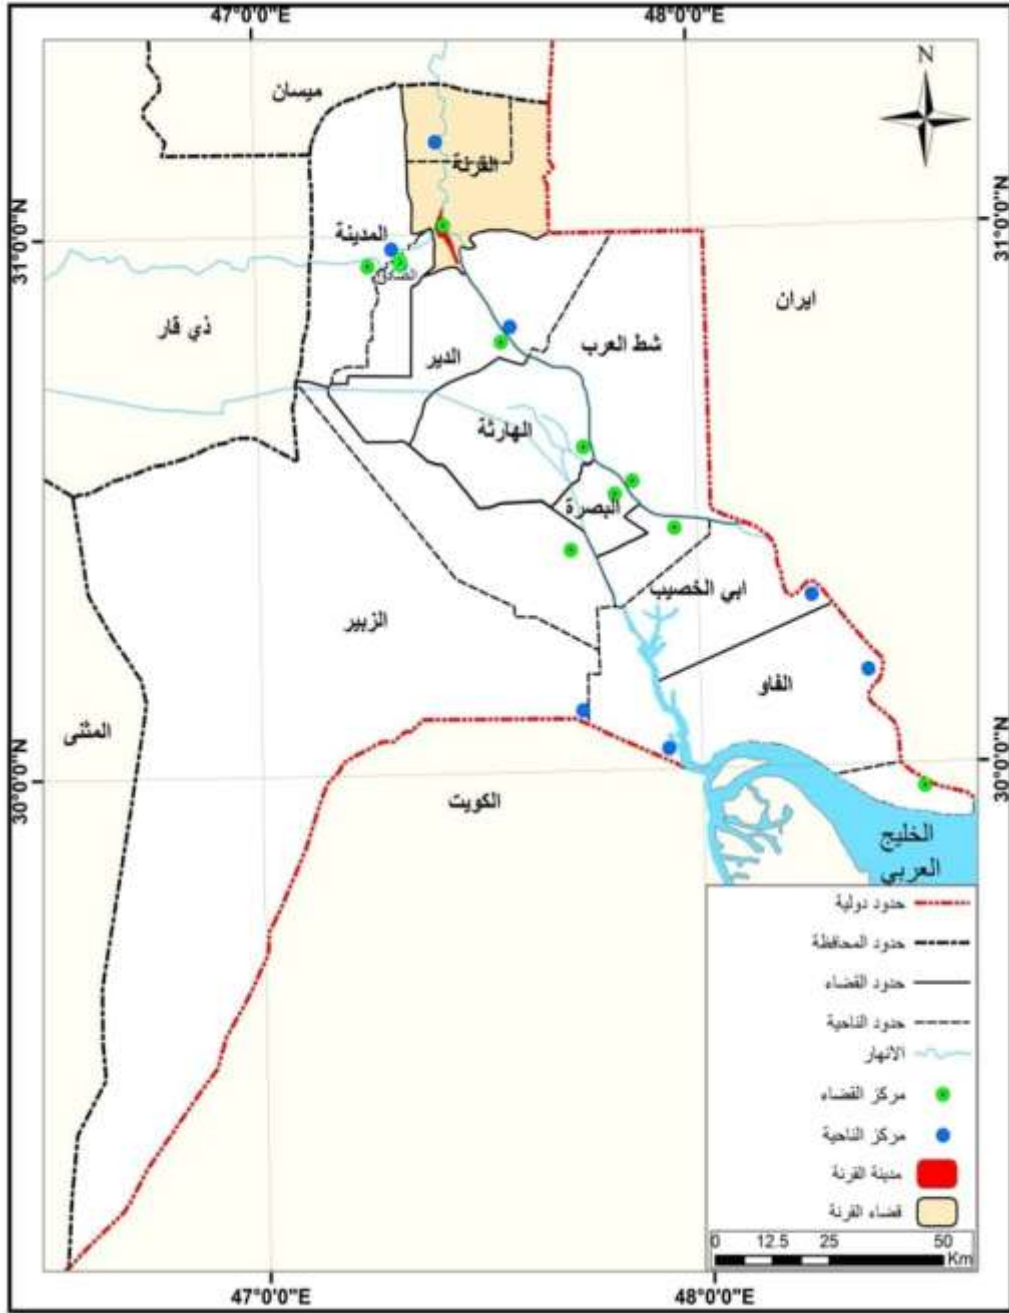 47°0'0"E
48°0'0"E
N
ميسان
القرنة
31°0'0"N
31°0'0"N
المدينة
الصادق
ايران
ذي قار
شط العرب
الدير
الهارثة
البصرة
ابي الخصيب
الزبير
الفاو
المثنى
30°0'0"N
30°0'0"N
الكويت
الخليج
العربي
حدود دولية
حدود المحافظة
حدود القضاء
حدود الناحية
الانهار
مركز القضاء
مركز الناحية
مدينة القرنة
قضاء القرنة
0 12.5 25 50
Km
47°0'0"E
48°0'0"E